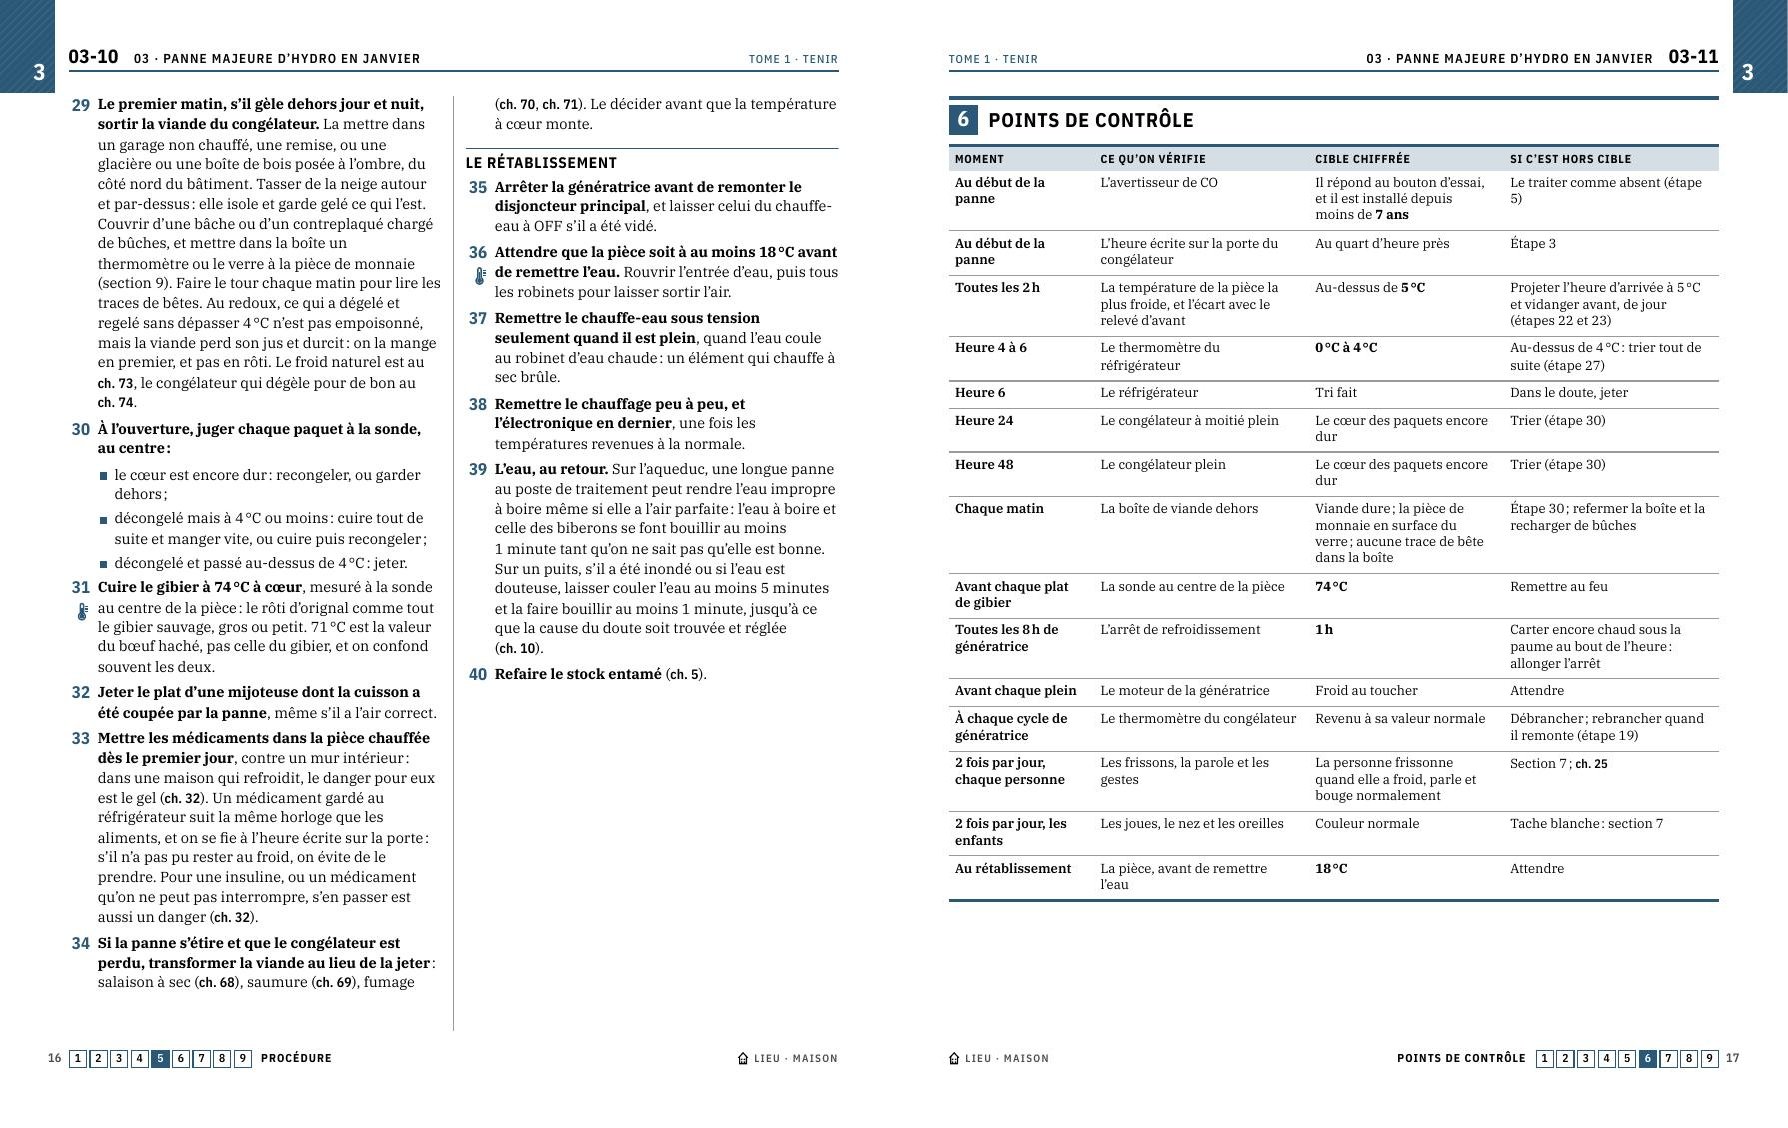 3
03-10 03 · PANNE MAJEURE D’HYDRO EN JANVIER
TOME 1 · TENIR
29 Le premier matin, s’il gèle dehors jour et nuit,
sortir la viande du congélateur. La mettre dans
un garage non chauffé, une remise, ou une
glacière ou une boîte de bois posée à l’ombre, du
côté nord du bâtiment. Tasser de la neige autour
et par-dessus : elle isole et garde gelé ce qui l’est.
Couvrir d’une bâche ou d’un contreplaqué chargé
de bûches, et mettre dans la boîte un
thermomètre ou le verre à la pièce de monnaie
(section 9). Faire le tour chaque matin pour lire les
traces de bêtes. Au redoux, ce qui a dégelé et
regelé sans dépasser 4 °C n’est pas empoisonné,
mais la viande perd son jus et durcit : on la mange
en premier, et pas en rôti. Le froid naturel est au
ch. 73, le congélateur qui dégèle pour de bon au
ch. 74.
30 À l’ouverture, juger chaque paquet à la sonde,
au centre :
le cœur est encore dur : recongeler, ou garder
dehors ;
décongelé mais à 4 °C ou moins : cuire tout de
suite et manger vite, ou cuire puis recongeler ;
décongelé et passé au-dessus de 4 °C : jeter.
31 Cuire le gibier à 74 °C à cœur, mesuré à la sonde
au centre de la pièce : le rôti d’orignal comme tout
le gibier sauvage, gros ou petit. 71 °C est la valeur
du bœuf haché, pas celle du gibier, et on confond
souvent les deux.
32 Jeter le plat d’une mijoteuse dont la cuisson a
été coupée par la panne, même s’il a l’air correct.
33 Mettre les médicaments dans la pièce chauffée
dès le premier jour, contre un mur intérieur :
dans une maison qui refroidit, le danger pour eux
est le gel (ch. 32). Un médicament gardé au
réfrigérateur suit la même horloge que les
aliments, et on se fie à l’heure écrite sur la porte :
s’il n’a pas pu rester au froid, on évite de le
prendre. Pour une insuline, ou un médicament
qu’on ne peut pas interrompre, s’en passer est
aussi un danger (ch. 32).
34 Si la panne s’étire et que le congélateur est
perdu, transformer la viande au lieu de la jeter :
salaison à sec (ch. 68), saumure (ch. 69), fumage
(ch. 70, ch. 71). Le décider avant que la température
à cœur monte.
LE RÉTABLISSEMENT
35 Arrêter la génératrice avant de remonter le
disjoncteur principal, et laisser celui du chauffe-
eau à OFF s’il a été vidé.
36 Attendre que la pièce soit à au moins 18 °C avant
de remettre l’eau. Rouvrir l’entrée d’eau, puis tous
les robinets pour laisser sortir l’air.
37 Remettre le chauffe-eau sous tension
seulement quand il est plein, quand l’eau coule
au robinet d’eau chaude : un élément qui chauffe à
sec brûle.
38 Remettre le chauffage peu à peu, et
l’électronique en dernier, une fois les
températures revenues à la normale.
39 L’eau, au retour. Sur l’aqueduc, une longue panne
au poste de traitement peut rendre l’eau impropre
à boire même si elle a l’air parfaite : l’eau à boire et
celle des biberons se font bouillir au moins
1 minute tant qu’on ne sait pas qu’elle est bonne.
Sur un puits, s’il a été inondé ou si l’eau est
douteuse, laisser couler l’eau au moins 5 minutes
et la faire bouillir au moins 1 minute, jusqu’à ce
que la cause du doute soit trouvée et réglée
(ch. 10).
40 Refaire le stock entamé (ch. 5).
16 1 2 3 4 5 6 7 8 9 PROCÉDURE
LIEU · MAISON
TOME 1 · TENIR
03 · PANNE MAJEURE D’HYDRO EN JANVIER 03-11
3
6 POINTS DE CONTRÔLE
MOMENT CE QU’ON VÉRIFIE CIBLE CHIFFRÉE SI C’EST HORS CIBLE
Au début de la L’avertisseur de CO Il répond au bouton d’essai, Le traiter comme absent (étape
panne et il est installé depuis 5)
moins de 7 ans
Au début de la L’heure écrite sur la porte du Au quart d’heure près Étape 3
panne congélateur
Toutes les 2 h La température de la pièce la Au-dessus de 5 °C Projeter l’heure d’arrivée à 5 °C
plus froide, et l’écart avec le et vidanger avant, de jour
relevé d’avant (étapes 22 et 23)
Heure 4 à 6 Le thermomètre du 0 °C à 4 °C Au-dessus de 4 °C : trier tout de
réfrigérateur suite (étape 27)
Heure 6 Le réfrigérateur Tri fait Dans le doute, jeter
Heure 24 Le congélateur à moitié plein Le cœur des paquets encore Trier (étape 30)
dur
Heure 48 Le congélateur plein Le cœur des paquets encore Trier (étape 30)
dur
Chaque matin La boîte de viande dehors Viande dure ; la pièce de Étape 30 ; refermer la boîte et la
monnaie en surface du recharger de bûches
verre ; aucune trace de bête
dans la boîte
Avant chaque plat La sonde au centre de la pièce 74 °C Remettre au feu
de gibier
Toutes les 8 h de L’arrêt de refroidissement 1 h Carter encore chaud sous la
génératrice paume au bout de l’heure :
allonger l’arrêt
Avant chaque plein Le moteur de la génératrice Froid au toucher Attendre
À chaque cycle de Le thermomètre du congélateur Revenu à sa valeur normale Débrancher ; rebrancher quand
génératrice il remonte (étape 19)
2 fois par jour, Les frissons, la parole et les La personne frissonne Section 7 ; ch. 25
chaque personne gestes quand elle a froid, parle et
bouge normalement
2 fois par jour, les Les joues, le nez et les oreilles Couleur normale Tache blanche : section 7
enfants
Au rétablissement La pièce, avant de remettre 18 °C Attendre
l’eau
LIEU · MAISON
POINTS DE CONTRÔLE 1 2 3 4 5 6 7 8 9 17